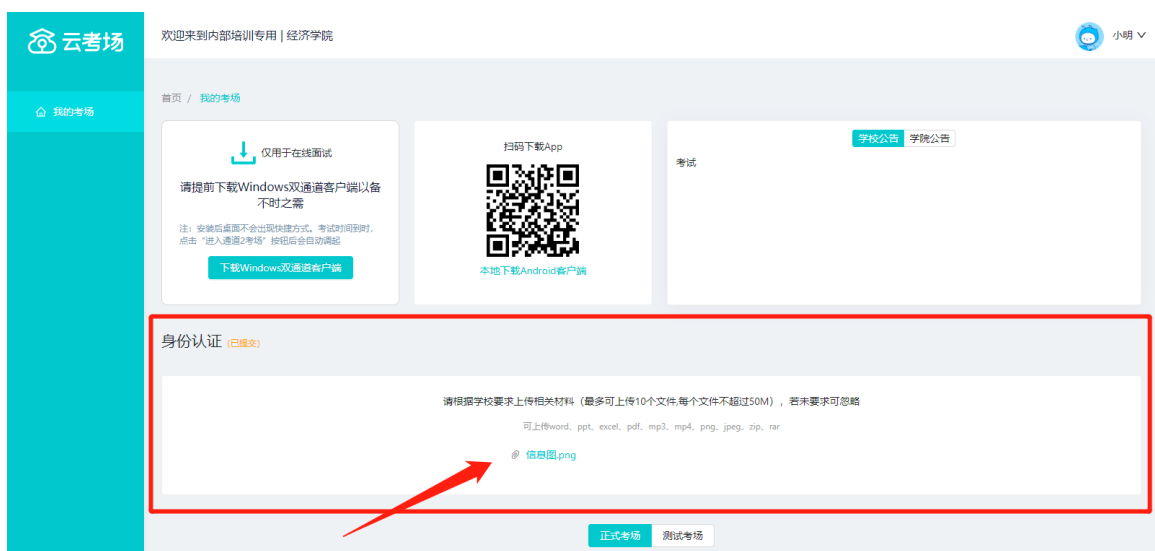 云考场
欢迎来到内部培训专用 | 经济学院
小明
我的考场
首页 / 我的考场
仅用于在线面试
请提前下载Windows双通道客户端以备
不时之需
注：安装后桌面不会出现快捷方式。考试时间到时，
点击“进入通道2考场”按钮后会自动调起
下载Windows双通道客户端
扫码下载App
本地下载Android客户端
学校公告 学院公告
考试
身份认证 (已提交)
请根据学校要求上传相关材料（最多可上传10个文件,每个文件不超过50M），若未要求可忽略
可上传word、ppt、excel、pdf、mp3、mp4、png、jpeg、zip、rar
信息图.png
正式考场 测试考场